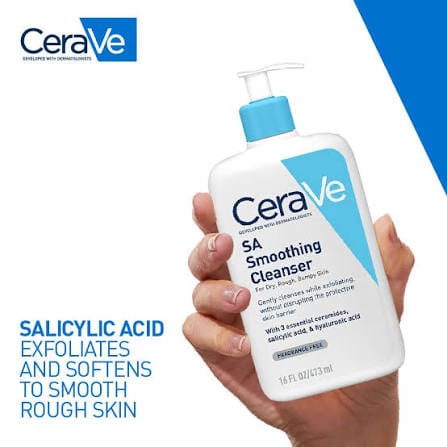 CeraVe
DEVELOPED WITH DERMATOLOGISTS
CeraVe
DEVELOPED WITH DERMATOLOGISTS
SA
Smoothing
Cleanser
For Dry, Rough, Bumpy Skin
Gently cleanses while exfoliating,
without disrupting the protective
skin barrier
With 3 essential ceramides,
salicylic acid, & hyaluronic acid
FRAGRANCE FREE
16 FL OZ/473 ml
SALICYLIC ACID
EXFOLIATES
AND SOFTENS
TO SMOOTH
ROUGH SKIN